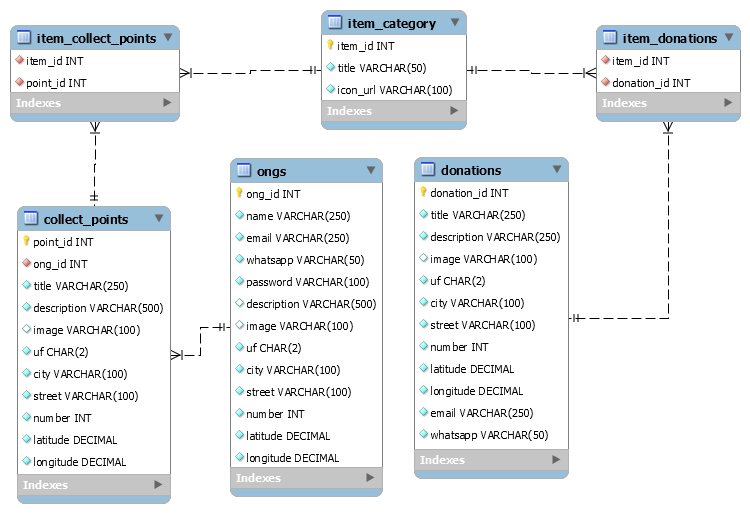 item_collect_points
item_id INT
point_id INT
Indexes
item_category
item_id INT
title VARCHAR(50)
icon_url VARCHAR(100)
Indexes
item_donations
item_id INT
donation_id INT
Indexes
collect_points
point_id INT
ong_id INT
title VARCHAR(250)
description VARCHAR(500)
image VARCHAR(100)
uf CHAR(2)
city VARCHAR(100)
street VARCHAR(100)
number INT
latitude DECIMAL
longitude DECIMAL
Indexes
ongs
ong_id INT
name VARCHAR(250)
email VARCHAR(250)
whatsapp VARCHAR(50)
password VARCHAR(100)
description VARCHAR(500)
image VARCHAR(100)
uf CHAR(2)
city VARCHAR(100)
street VARCHAR(100)
number INT
latitude DECIMAL
longitude DECIMAL
Indexes
donations
donation_id INT
title VARCHAR(250)
description VARCHAR(250)
image VARCHAR(100)
uf CHAR(2)
city VARCHAR(100)
street VARCHAR(100)
number INT
latitude DECIMAL
longitude DECIMAL
email VARCHAR(250)
whatsapp VARCHAR(50)
Indexes